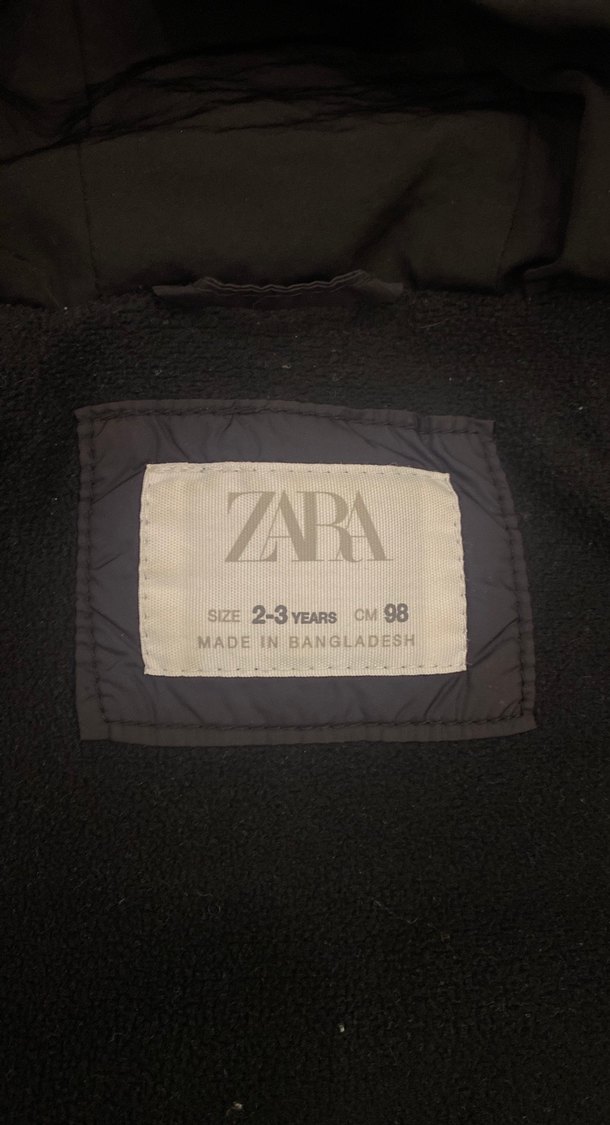 ZARA
SIZE 2-3 YEARS CM 98
MADE IN BANGLADESH